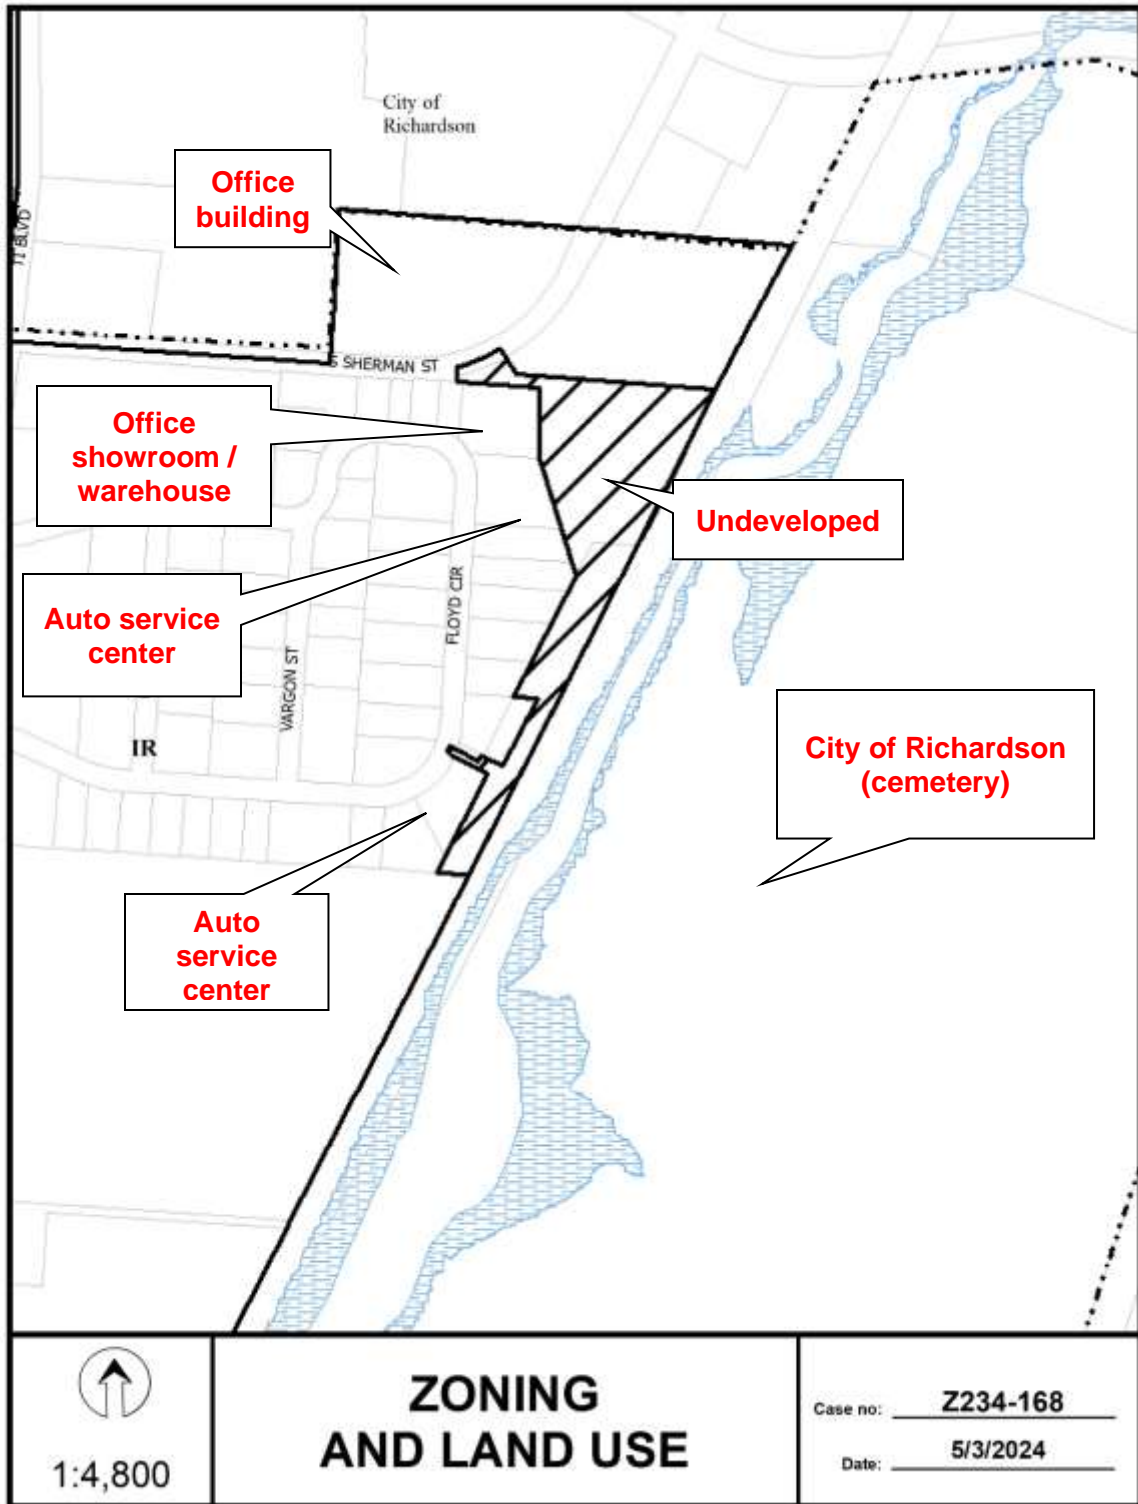 City of
Richardson
Office
building
TI BLVD
S SHERMAN ST
Office
showroom /
warehouse
Undeveloped
Auto service
center
FLOYD CIR
VARGON ST
City of Richardson
(cemetery)
IR
Auto
service
center
1:4,800
ZONING
AND LAND USE
Case no: Z234-168
Date: 5/3/2024